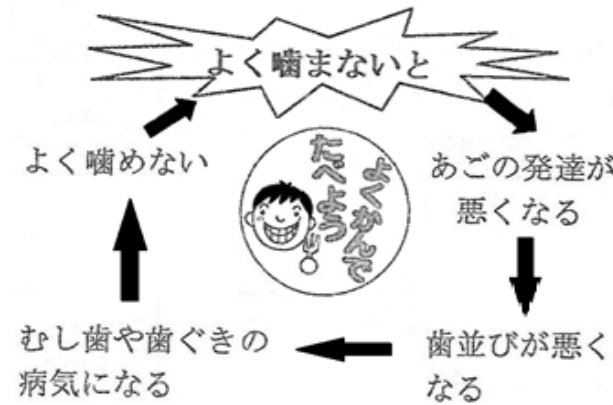 よく噛まないと
あごの発達が
悪くなる
歯並びが悪く
なる
むし歯や歯ぐきの
病気になる
よく噛めない
よくかんで
たべよう